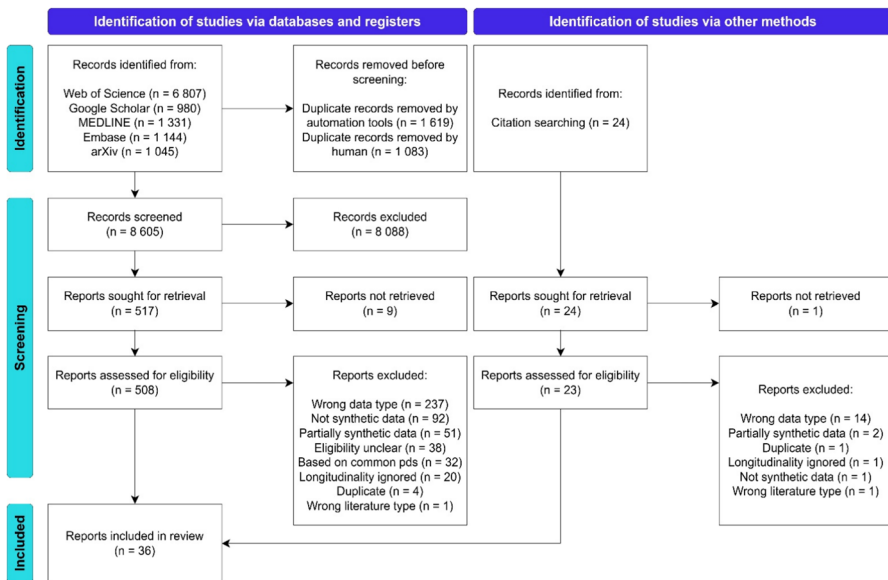 Identification of studies via databases and registers
Identification of studies via other methods
Identification
Records identified from:
Web of Science (n = 6 807)
Google Scholar (n = 980)
MEDLINE (n = 1 331)
Embase (n = 1 144)
arXiv (n = 1 045)
Records removed before
screening:
Duplicate records removed by
automation tools (n = 1 619)
Duplicate records removed by
human (n = 1 083)
Records identified from:
Citation searching (n = 24)
Screening
Records screened
(n = 8 605)
Records excluded
(n = 8 088)
Reports sought for retrieval
(n = 517)
Reports not retrieved
(n = 9)
Reports sought for retrieval
(n = 24)
Reports not retrieved
(n = 1)
Reports assessed for eligibility
(n = 508)
Reports excluded:
Wrong data type (n = 237)
Not synthetic data (n = 92)
Partially synthetic data (n = 51)
Eligibility unclear (n = 38)
Based on common pds (n = 32)
Longitudinality ignored (n = 20)
Duplicate (n = 4)
Wrong literature type (n = 1)
Reports assessed for eligibility
(n = 23)
Reports excluded:
Wrong data type (n = 14)
Partially synthetic data (n = 2)
Duplicate (n = 1)
Longitudinality ignored (n = 1)
Not synthetic data (n = 1)
Wrong literature type (n = 1)
Included
Reports included in review
(n = 36)